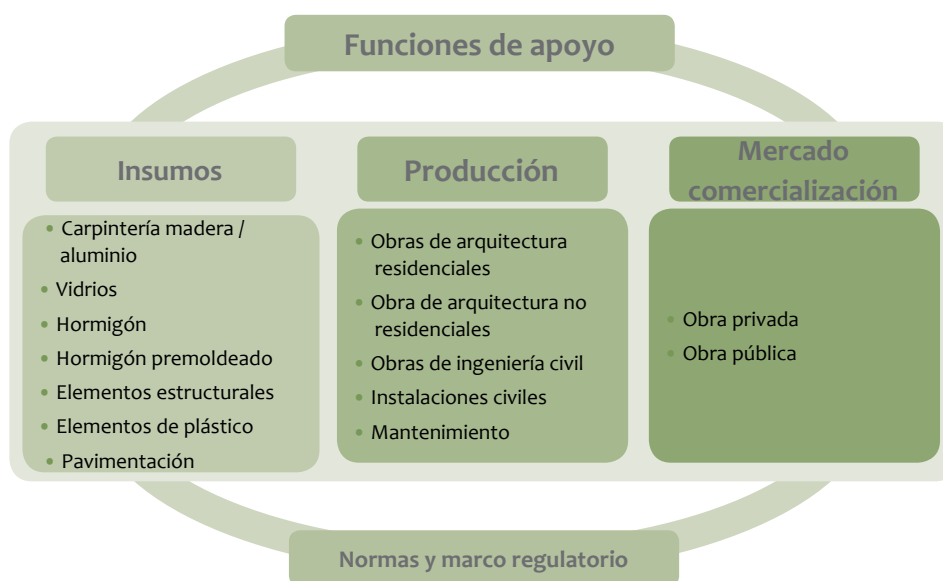 Funciones de apoyo
Insumos
• Carpintería madera /
aluminio
• Vidrios
• Hormigón
• Hormigón premoldeado
• Elementos estructurales
• Elementos de plástico
• Pavimentación
Producción
• Obras de arquitectura
residenciales
• Obra de arquitectura no
residenciales
• Obras de ingeniería civil
• Instalaciones civiles
• Mantenimiento
Mercado
comercialización
• Obra privada
• Obra pública
Normas y marco regulatorio